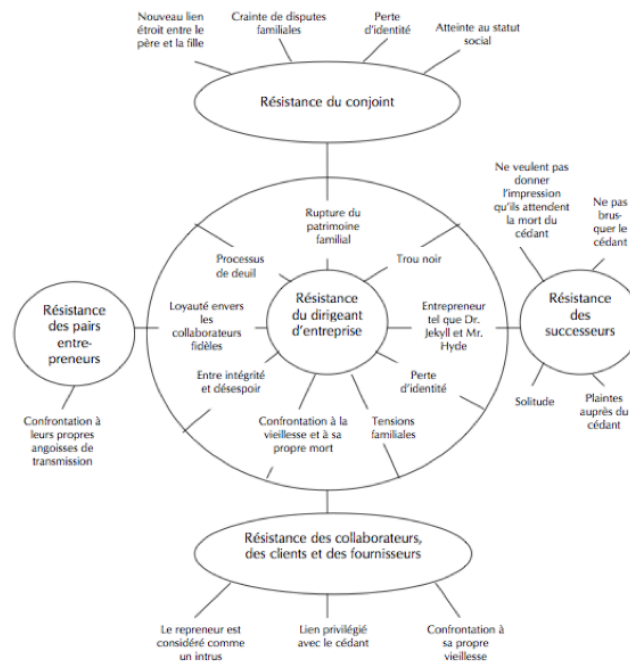 Nouveau lien
étroit entre le
père et la fille
Crainte de disputes
familiales
Perte
d'identité
Atteinte au statut
social
Résistance du conjoint
Ne veulent pas
donner
l'impression
qu'ils attendent
la mort du
cédant
Ne pas
brus-
quer le
cédant
Rupture du
patrimoine
familial
Processus
de deuil
Trou noir
Résistance
des pairs
entre-
preneurs
Loyauté envers
les
collaborateurs
fidèles
Résistance
du dirigeant
d'entreprise
Entrepreneur
tel que Dr.
Jekyll et Mr.
Hyde
Résistance
des
successeurs
Entre intégrité
et désespoir
Perte
d'identité
Solitude
Plaintes
auprès du
cédant
Confrontation à
leurs propres
angoisses de
transmission
Confrontation à la
vieillesse et à sa
propre mort
Tensions
familiales
Résistance des collaborateurs,
des clients et des fournisseurs
Le repreneur est
considéré comme
un intrus
Lien privilégié
avec le cédant
Confrontation à
sa propre
vieillesse